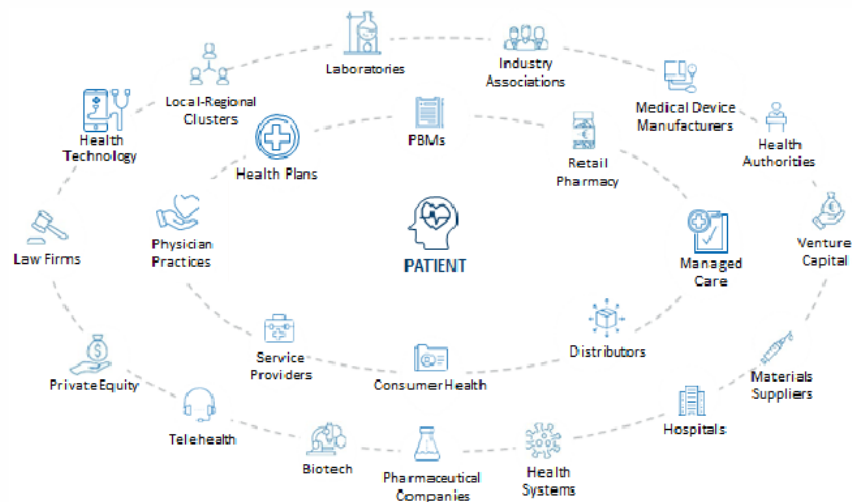 Laboratories
Industry
Associations
Local-Regional
Clusters
Medical Device
Manufacturers
Health
Technology
PBMs
Health
Authorities
Health Plans
Retail
Pharmacy
Law Firms
Physician
Practices
PATIENT
Managed
Care
Venture
Capital
Private Equity
Service
Providers
Consumer Health
Distributors
Materials
Suppliers
Telehealth
Hospitals
Biotech
Pharmaceutical
Companies
Health
Systems